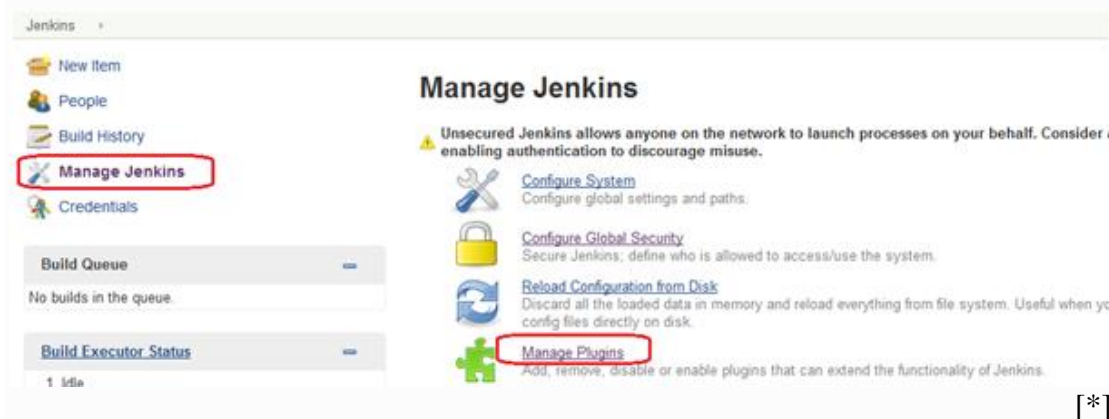 Jenkins
New Item
People
Build History
Manage Jenkins
Credentials
Build Queue
No builds in the queue.
Build Executor Status
1 Idle
Manage Jenkins
Unsecured Jenkins allows anyone on the network to launch processes on your behalf. Consider
enabling authentication to discourage misuse.
Configure System
Configure global settings and paths.
Configure Global Security
Secure Jenkins; define who is allowed to access/use the system.
Reload Configuration from Disk
Discard all the loaded data in memory and reload everything from file system. Useful when
config files directly on disk.
Manage Plugins
Add, remove, disable or enable plugins that can extend the functionality of Jenkins.
[*]